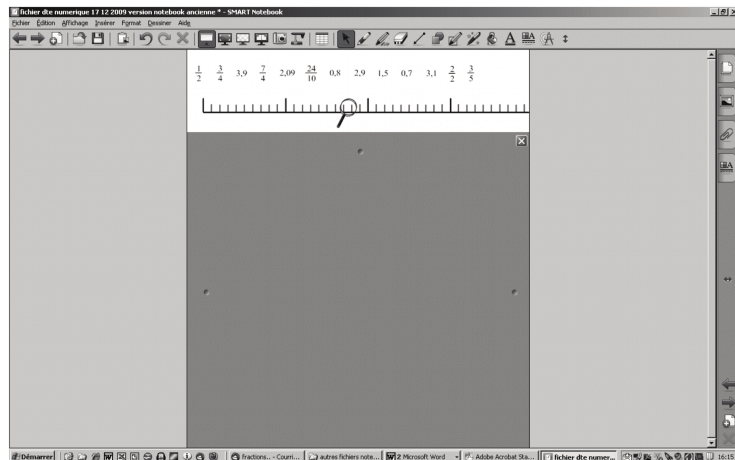 fichier dte numerique 17 12 2009 version notebook ancienne * - SMART Notebook
Fichier Édition Affichage Insérer Format Dessiner Aide
1/2 3/4 3,9 7/4 2,09 24/10 0,8 2,9 1,5 0,7 3,1 2/2 3/5
Démarrer fractions.. - Courri... autres fichiers note... 2 Microsoft Word Adobe Acrobat Sta... fichier dte numer... 16:15